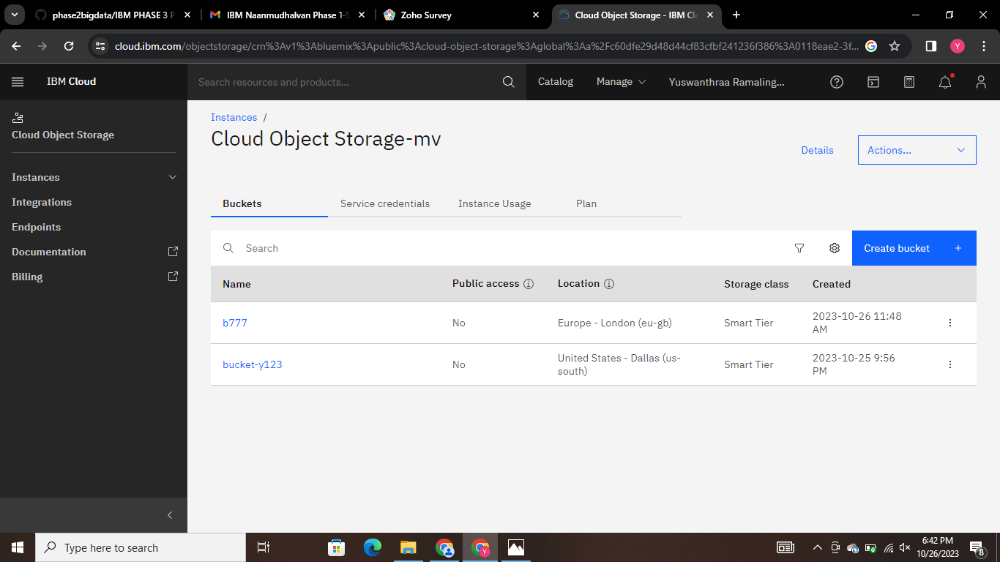 phase2bigdata/IBM PHASE 3 P
IBM Naanmudhalvan Phase 1-5
Zoho Survey
Cloud Object Storage - IBM Clo
cloud.ibm.com/objectstorage/crn%3Av1%3Abluemix%3Apublic%3Acloud-object-storage%3Aglobal%3Aa%2Fc60dfe29d48d44cf83cfbf241236f386%3A0118eae2-3f...
Y
IBM Cloud
Search resources and products...
Catalog
Manage
Yuswanthraa Ramaling...
Cloud Object Storage
Instances
Integrations
Endpoints
Documentation
Billing
Instances /
Cloud Object Storage-mv
Details
Actions...
Buckets
Service credentials
Instance Usage
Plan
Search
Create bucket +
Name Public access Location Storage class Created
b777 No Europe - London (eu-gb) Smart Tier 2023-10-26 11:48
AM
bucket-y123 No United States - Dallas (us-
south) Smart Tier 2023-10-25 9:56
PM
Type here to search
Y
6:42 PM
10/26/2023
8